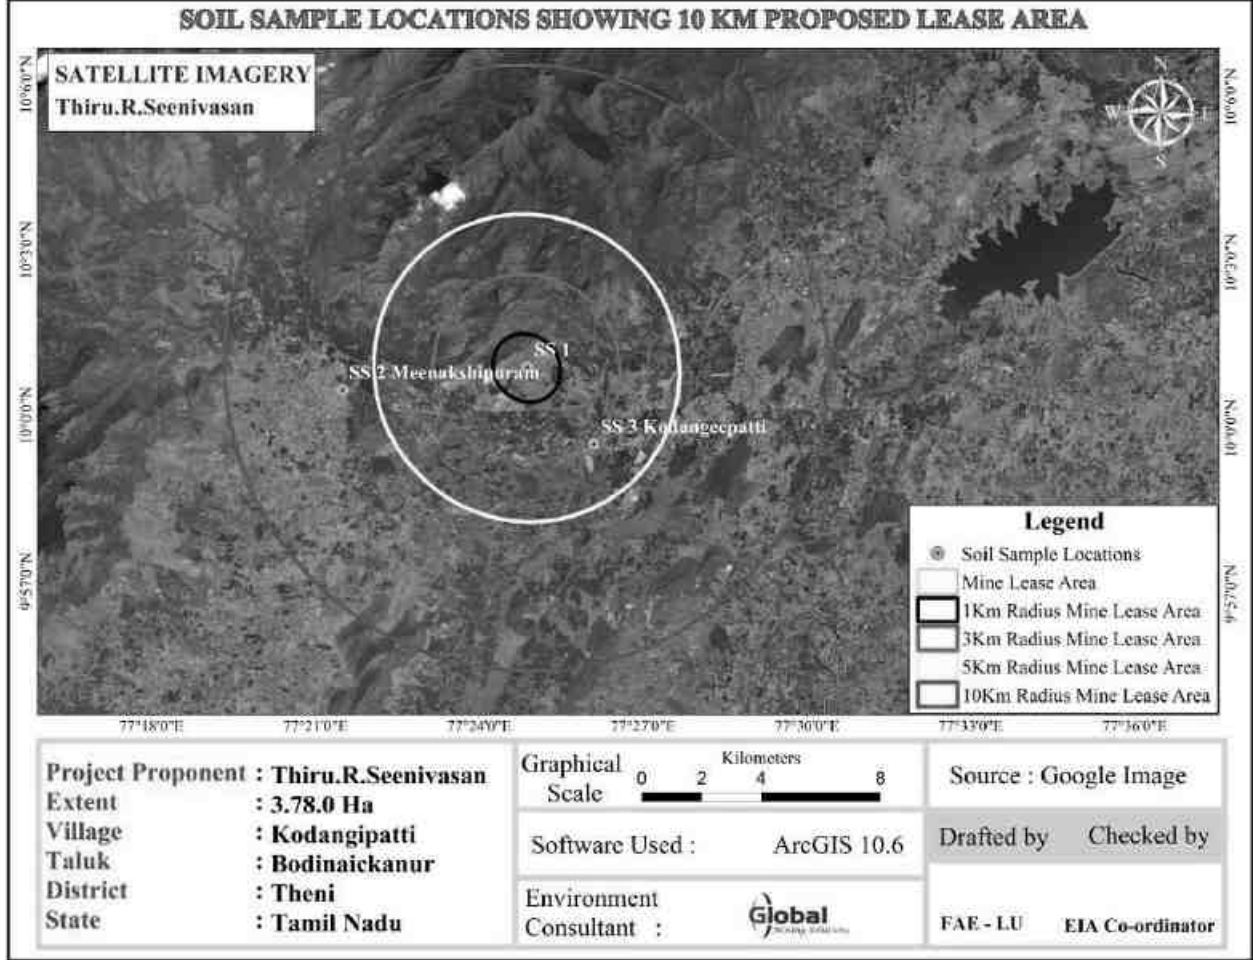 SOIL SAMPLE LOCATIONS SHOWING 10 KM PROPOSED LEASE AREA
SATELLITE IMAGERY
Thiru.R.Seenivasan
N
W E
S
10°6'0"N
10°6'0"N
10°3'0"N
10°3'0"N
10°0'0"N
10°0'0"N
9°57'0"N
9°57'0"N
SS 1
SS 2 Meenakshipuram
SS 3 Kodangeepatti
Legend
Soil Sample Locations
Mine Lease Area
1Km Radius Mine Lease Area
3Km Radius Mine Lease Area
5Km Radius Mine Lease Area
10Km Radius Mine Lease Area
77°18'0"E 77°21'0"E 77°24'0"E 77°27'0"E 77°30'0"E 77°33'0"E 77°36'0"E
Project Proponent : Thiru.R.Seenivasan
Extent : 3.78.0 Ha
Village : Kodangipatti
Taluk : Bodinaickanur
District : Theni
State : Tamil Nadu
Graphical Scale
Kilometers
0 2 4 8
Software Used : ArcGIS 10.6
Environment
Consultant :
Global
Source : Google Image
Drafted by Checked by
FAE - LU EIA Co-ordinator